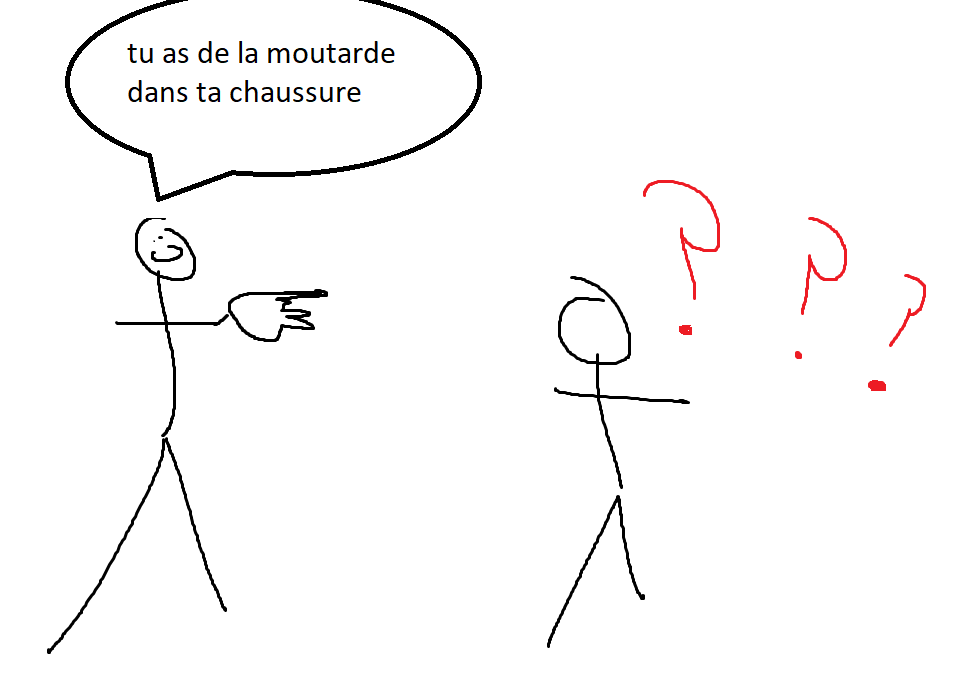 tu as de la moutarde
dans ta chaussure
? ? ?